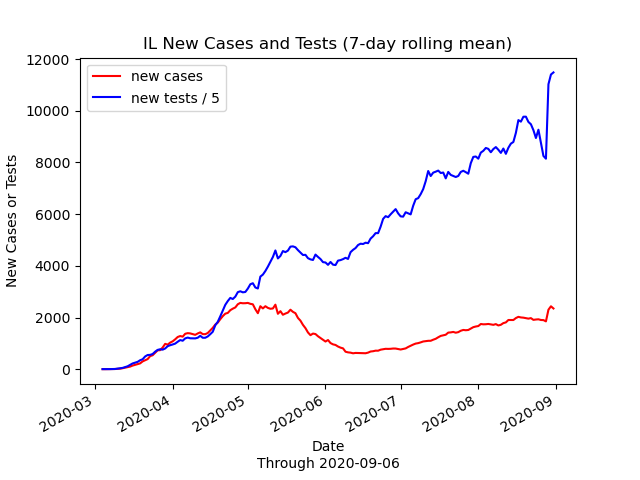 IL New Cases and Tests (7-day rolling mean)
new cases
new tests / 5
12000
10000
8000
6000
4000
2000
0
New Cases or Tests
2020-03
2020-04
2020-05
2020-06
2020-07
2020-08
2020-09
Date
Through 2020-09-06